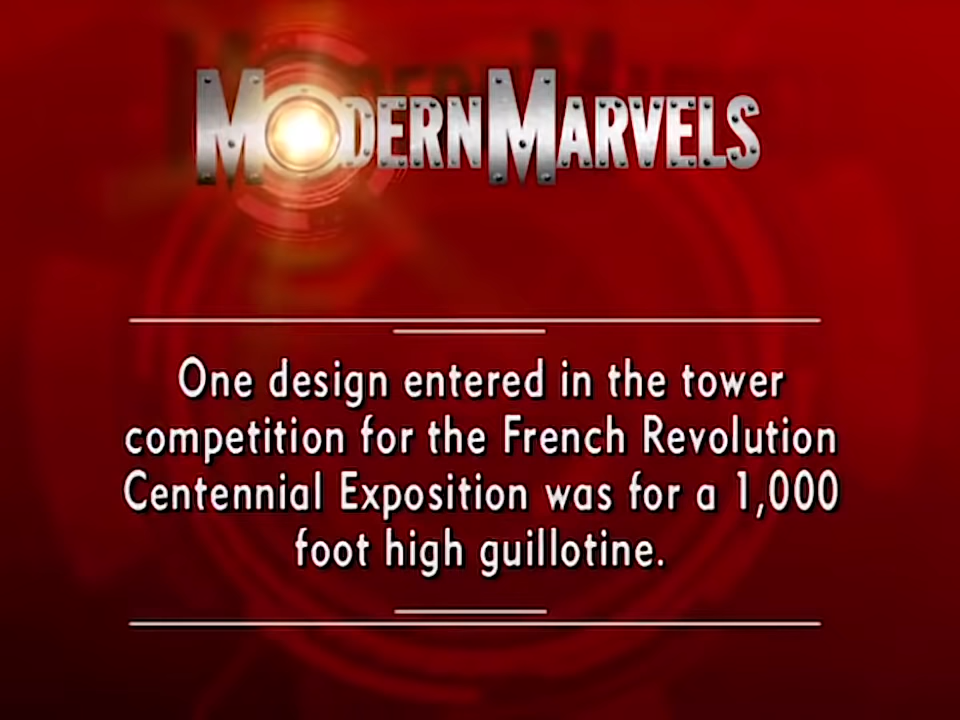 MODERN MARVELS
One design entered in the tower
competition for the French Revolution
Centennial Exposition was for a 1,000
foot high guillotine.